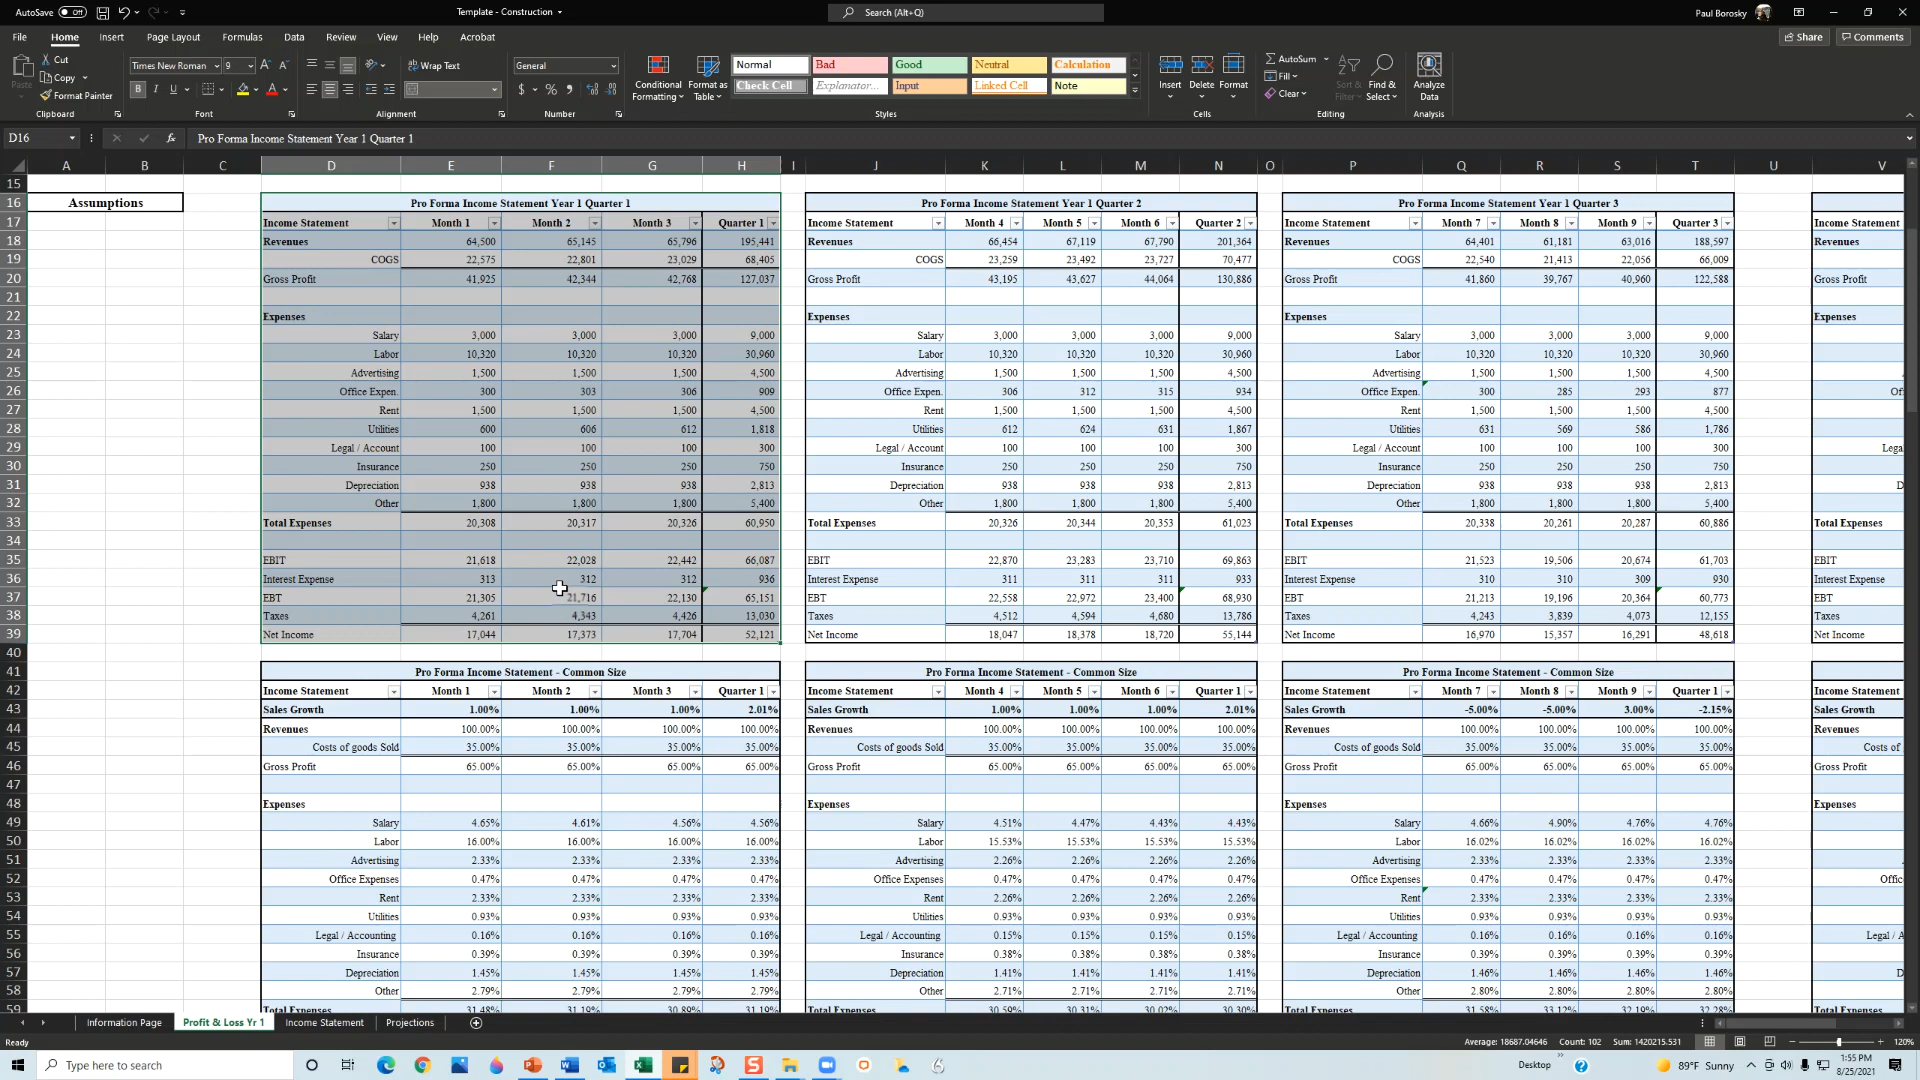 AutoSave Off
Template - Construction
Search (Alt+Q)
Paul Borosky
File Home Insert Page Layout Formulas Data Review View Help Acrobat
Share Comments
Paste Cut Copy Format Painter
Times New Roman 9
Wrap Text
General
Conditional Formatting Format as Table
Normal Bad Good Neutral Calculation
Check Cell Explanator... Input Linked Cell Note
Insert Delete Format
AutoSum Fill Clear
Sort & Filter Find & Select
Analyze Data
Clipboard Font Alignment Number Styles Cells Editing Analysis
D16 fx Pro Forma Income Statement Year 1 Quarter 1
A B C D E F G H I J K L M N O P Q R S T U V
15
16 Assumptions Pro Forma Income Statement Year 1 Quarter 1 Pro Forma Income Statement Year 1 Quarter 2 Pro Forma Income Statement Year 1 Quarter 3
17 Income Statement Month 1 Month 2 Month 3 Quarter 1 Income Statement Month 4 Month 5 Month 6 Quarter 2 Income Statement Month 7 Month 8 Month 9 Quarter 3 Income Statement
18 Revenues 64,500 65,145 65,796 195,441 Revenues 66,454 67,119 67,790 201,364 Revenues 64,401 61,181 63,016 188,597 Revenues
19 COGS 22,575 22,801 23,029 68,405 COGS 23,259 23,492 23,727 70,477 COGS 22,540 21,413 22,056 66,009
20 Gross Profit 41,925 42,344 42,768 127,037 Gross Profit 43,195 43,627 44,064 130,886 Gross Profit 41,860 39,767 40,960 122,588 Gross Profit
21
22 Expenses Expenses Expenses Expenses
23 Salary 3,000 3,000 3,000 9,000 Salary 3,000 3,000 3,000 9,000 Salary 3,000 3,000 3,000 9,000
24 Labor 10,320 10,320 10,320 30,960 Labor 10,320 10,320 10,320 30,960 Labor 10,320 10,320 10,320 30,960
25 Advertising 1,500 1,500 1,500 4,500 Advertising 1,500 1,500 1,500 4,500 Advertising 1,500 1,500 1,500 4,500
26 Office Expen. 300 303 306 909 Office Expen. 306 312 315 934 Office Expen. 300 285 293 877 Of
27 Rent 1,500 1,500 1,500 4,500 Rent 1,500 1,500 1,500 4,500 Rent 1,500 1,500 1,500 4,500
28 Utilities 600 606 612 1,818 Utilities 612 624 631 1,867 Utilities 631 569 586 1,786
29 Legal / Account 100 100 100 300 Legal / Account 100 100 100 300 Legal / Account 100 100 100 300 Lega
30 Insurance 250 250 250 750 Insurance 250 250 250 750 Insurance 250 250 250 750
31 Depreciation 938 938 938 2,813 Depreciation 938 938 938 2,813 Depreciation 938 938 938 2,813 D
32 Other 1,800 1,800 1,800 5,400 Other 1,800 1,800 1,800 5,400 Other 1,800 1,800 1,800 5,400
33 Total Expenses 20,308 20,317 20,326 60,950 Total Expenses 20,326 20,344 20,353 61,023 Total Expenses 20,338 20,261 20,287 60,886 Total Expenses
34
35 EBIT 21,618 22,028 22,442 66,087 EBIT 22,870 23,283 23,710 69,863 EBIT 21,523 19,506 20,674 61,703 EBIT
36 Interest Expense 313 312 312 936 Interest Expense 311 311 311 933 Interest Expense 310 310 309 930 Interest Expense
37 EBT 21,305 21,716 22,130 65,151 EBT 22,558 22,972 23,400 68,930 EBT 21,213 19,196 20,364 60,773 EBT
38 Taxes 4,261 4,343 4,426 13,030 Taxes 4,512 4,594 4,680 13,786 Taxes 4,243 3,839 4,073 12,155 Taxes
39 Net Income 17,044 17,373 17,704 52,121 Net Income 18,047 18,378 18,720 55,144 Net Income 16,970 15,357 16,291 48,618 Net Income
40
41 Pro Forma Income Statement - Common Size Pro Forma Income Statement - Common Size Pro Forma Income Statement - Common Size
42 Income Statement Month 1 Month 2 Month 3 Quarter 1 Income Statement Month 4 Month 5 Month 6 Quarter 1 Income Statement Month 7 Month 8 Month 9 Quarter 1 Income Statement
43 Sales Growth 1.00% 1.00% 1.00% 2.01% Sales Growth 1.00% 1.00% 1.00% 2.01% Sales Growth -5.00% -5.00% 3.00% -2.15% Sales Growth
44 Revenues 100.00% 100.00% 100.00% 100.00% Revenues 100.00% 100.00% 100.00% 100.00% Revenues 100.00% 100.00% 100.00% 100.00% Revenues
45 Costs of goods Sold 35.00% 35.00% 35.00% 35.00% Costs of goods Sold 35.00% 35.00% 35.00% 35.00% Costs of goods Sold 35.00% 35.00% 35.00% 35.00% Costs of
46 Gross Profit 65.00% 65.00% 65.00% 65.00% Gross Profit 65.00% 65.00% 65.00% 65.00% Gross Profit 65.00% 65.00% 65.00% 65.00% Gross Profit
47
48 Expenses Expenses Expenses Expenses
49 Salary 4.65% 4.61% 4.56% 4.56% Salary 4.51% 4.47% 4.43% 4.43% Salary 4.66% 4.90% 4.76% 4.76%
50 Labor 16.00% 16.00% 16.00% 16.00% Labor 15.53% 15.53% 15.53% 15.53% Labor 16.02% 16.02% 16.02% 16.02%
51 Advertising 2.33% 2.33% 2.33% 2.33% Advertising 2.26% 2.26% 2.26% 2.26% Advertising 2.33% 2.33% 2.33% 2.33%
52 Office Expenses 0.47% 0.47% 0.47% 0.47% Office Expenses 0.47% 0.47% 0.47% 0.47% Office Expenses 0.47% 0.47% 0.47% 0.47% Offic
53 Rent 2.33% 2.33% 2.33% 2.33% Rent 2.26% 2.26% 2.26% 2.26% Rent 2.33% 2.33% 2.33% 2.33%
54 Utilities 0.93% 0.93% 0.93% 0.93% Utilities 0.93% 0.93% 0.93% 0.93% Utilities 0.93% 0.93% 0.93% 0.93%
55 Legal / Accounting 0.16% 0.16% 0.16% 0.16% Legal / Accounting 0.15% 0.15% 0.15% 0.15% Legal / Accounting 0.16% 0.16% 0.16% 0.16% Legal / A
56 Insurance 0.39% 0.39% 0.39% 0.39% Insurance 0.38% 0.38% 0.38% 0.38% Insurance 0.39% 0.39% 0.39% 0.39%
57 Depreciation 1.45% 1.45% 1.45% 1.45% Depreciation 1.41% 1.41% 1.41% 1.41% Depreciation 1.46% 1.46% 1.46% 1.46% D
58 Other 2.79% 2.79% 2.79% 2.79% Other 2.71% 2.71% 2.71% 2.71% Other 2.80% 2.80% 2.80% 2.80%
59 Total Expenses 31.48% 31.19% 30.89% 31.19% Total Expenses 30.59% 30.31% 30.02% 30.30% Total Expenses 31.58% 33.12% 32.19% 32.28% Total Expenses
Information Page Profit & Loss Yr 1 Income Statement Projections
Ready Average: 18687.04646 Count: 102 Sum: 1420215.531 120%
Type here to search Desktop 89°F Sunny 1:55 PM
8/25/2021